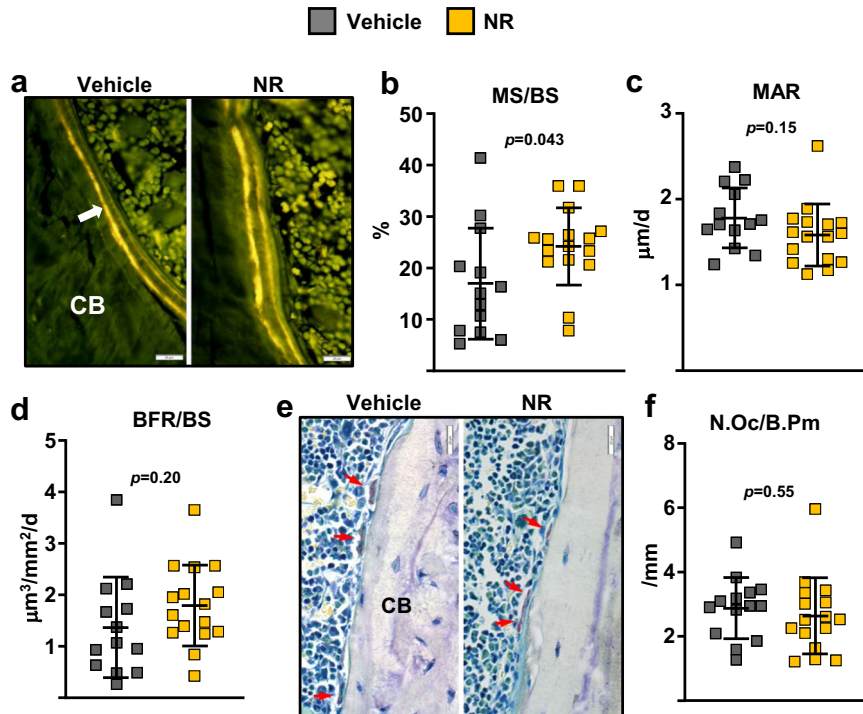 Vehicle NR
a Vehicle NR
CB
b MS/BS
p=0.043
%
50
40
30
20
10
c MAR
p=0.15
µm/d
3
2
1
d BFR/BS
p=0.20
µm³/mm²/d
5
4
3
2
1
e Vehicle NR
CB
f N.Oc/B.Pm
p=0.55
/mm
8
6
4
2